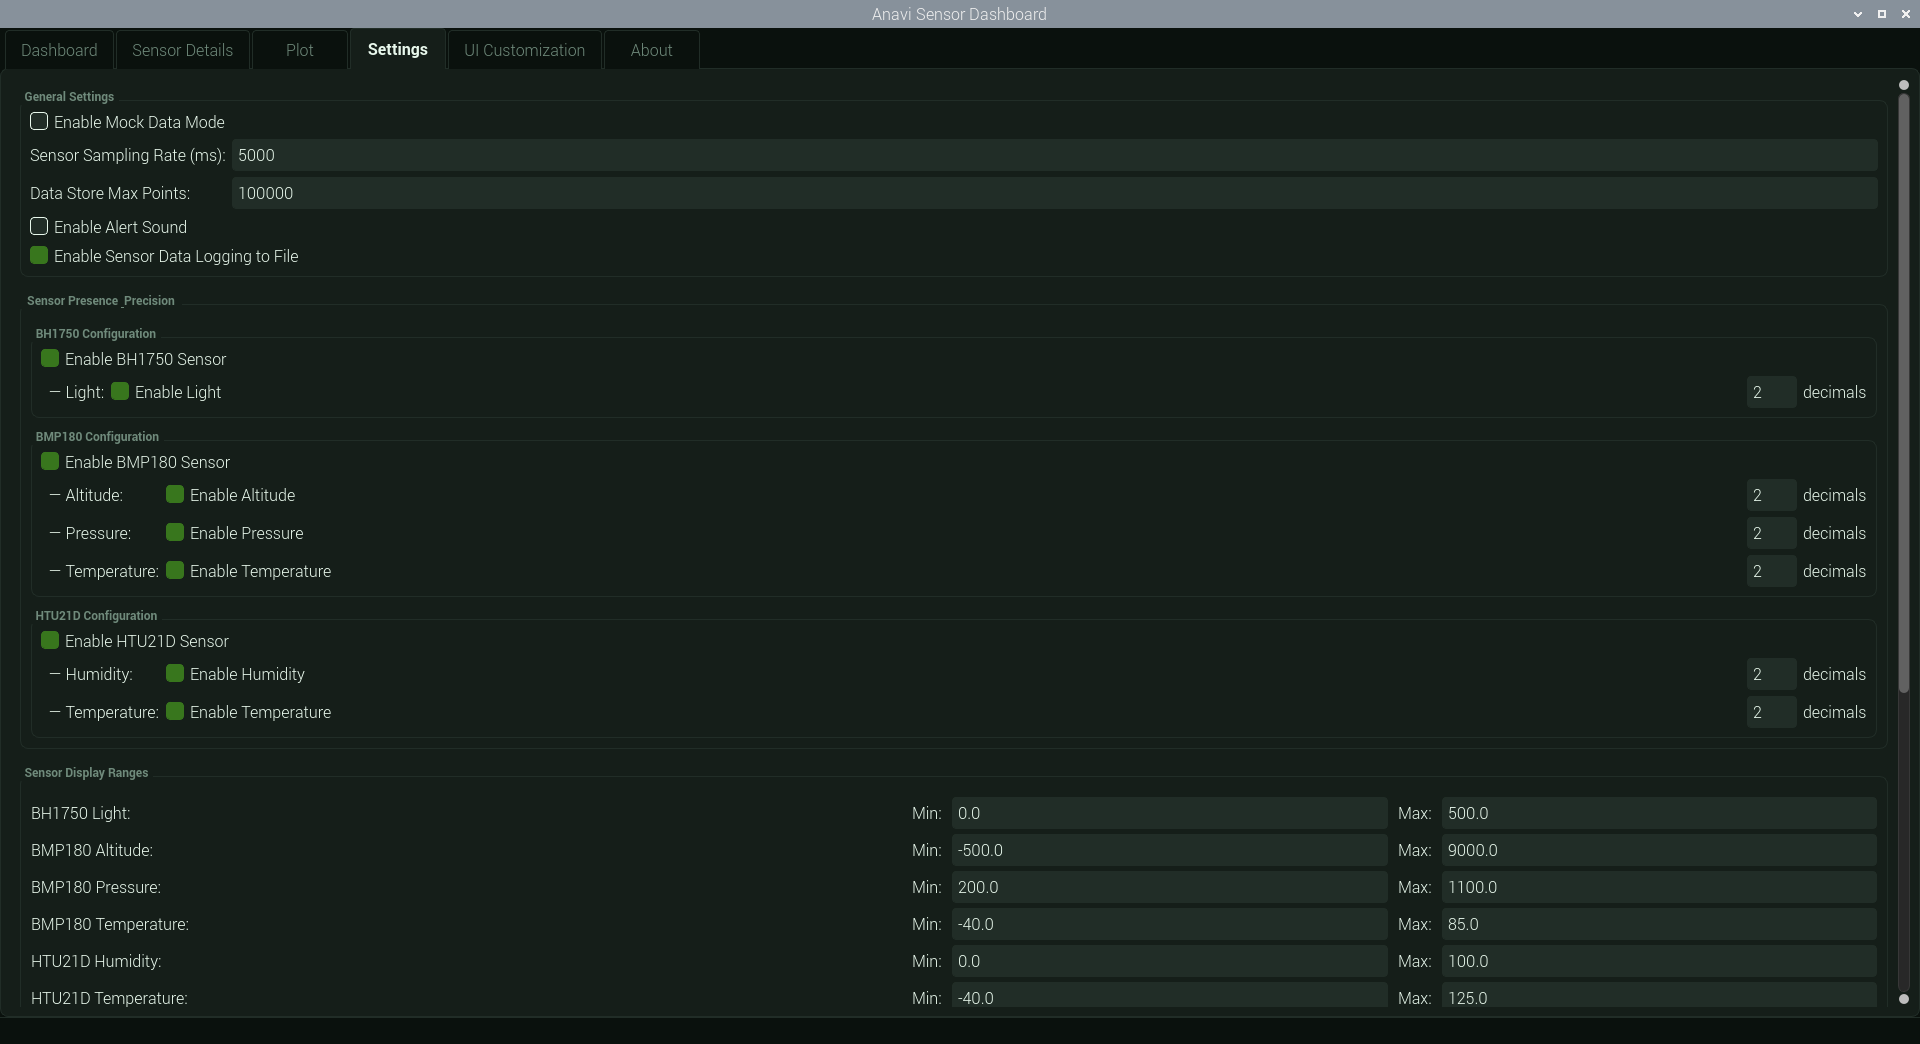 Anavi Sensor Dashboard
Dashboard Sensor Details Plot Settings UI Customization About
General Settings
Enable Mock Data Mode
Sensor Sampling Rate (ms): 5000
Data Store Max Points: 100000
Enable Alert Sound
Enable Sensor Data Logging to File
Sensor Presence _Precision
BH1750 Configuration
Enable BH1750 Sensor
— Light: Enable Light 2 decimals
BMP180 Configuration
Enable BMP180 Sensor
— Altitude: Enable Altitude 2 decimals
— Pressure: Enable Pressure 2 decimals
— Temperature: Enable Temperature 2 decimals
HTU21D Configuration
Enable HTU21D Sensor
— Humidity: Enable Humidity 2 decimals
— Temperature: Enable Temperature 2 decimals
Sensor Display Ranges
BH1750 Light: Min: 0.0 Max: 500.0
BMP180 Altitude: Min: -500.0 Max: 9000.0
BMP180 Pressure: Min: 200.0 Max: 1100.0
BMP180 Temperature: Min: -40.0 Max: 85.0
HTU21D Humidity: Min: 0.0 Max: 100.0
HTU21D Temperature: Min: -40.0 Max: 125.0